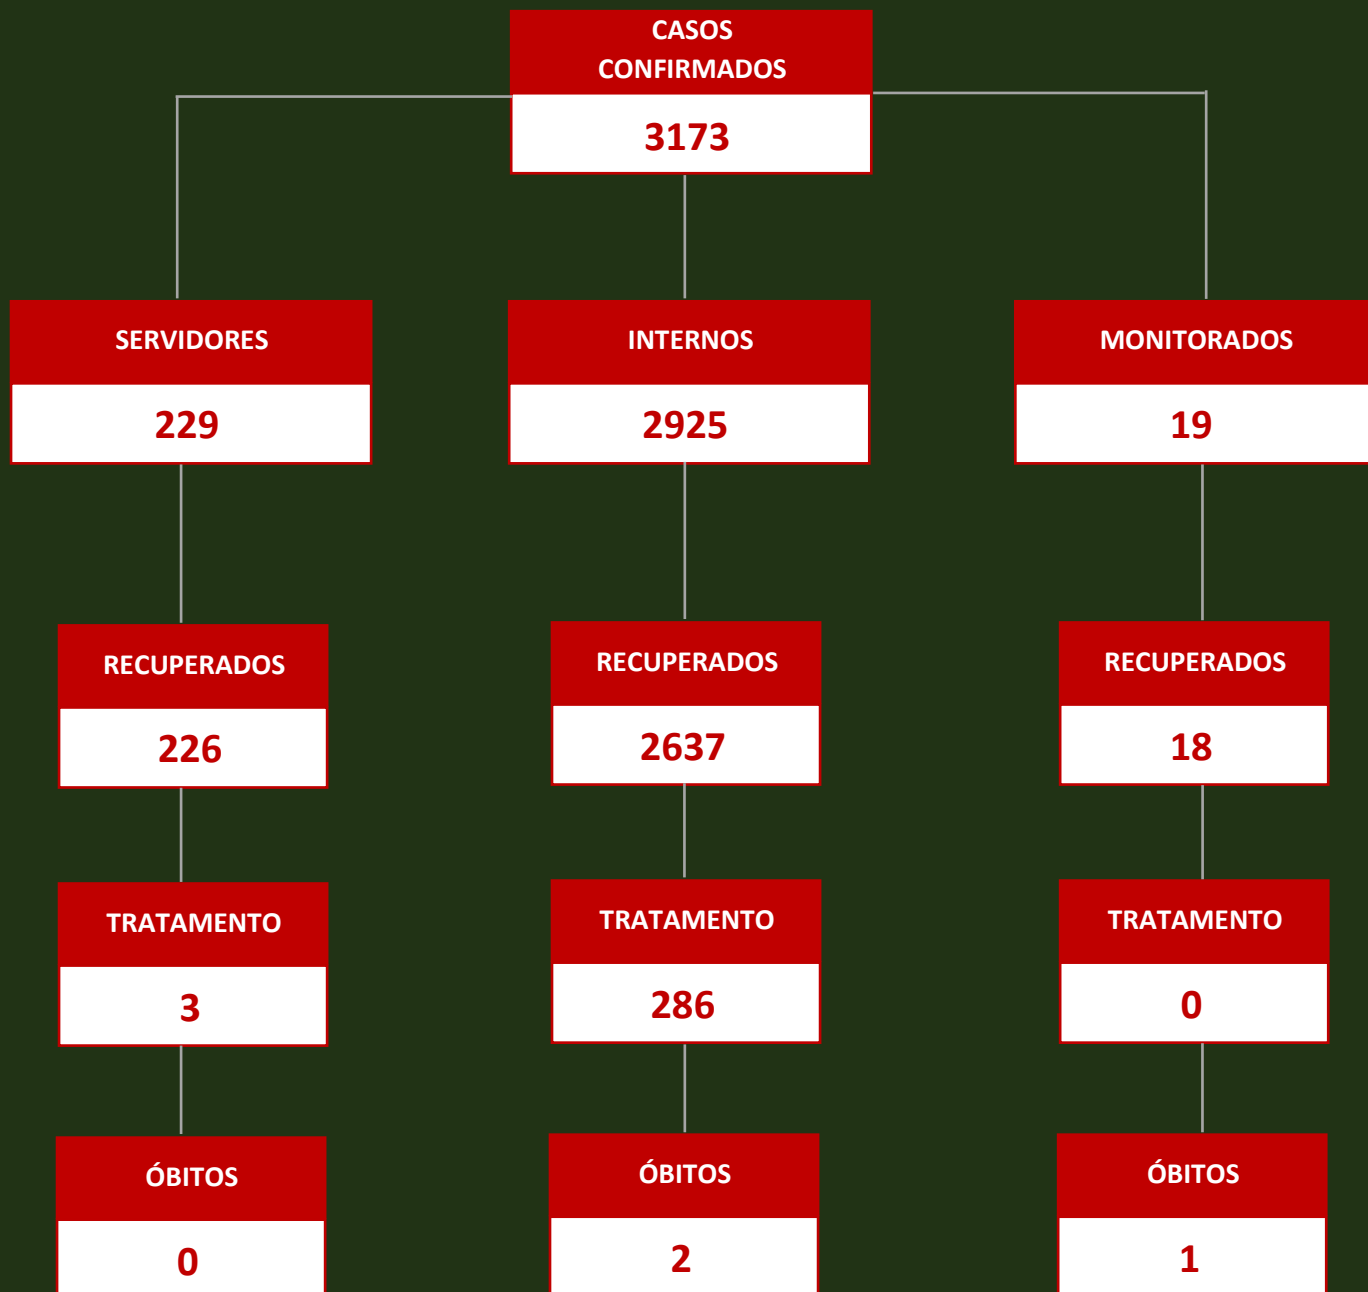 CASOS
CONFIRMADOS
3173
SERVIDORES
229
INTERNOS
2925
MONITORADOS
19
RECUPERADOS
226
RECUPERADOS
2637
RECUPERADOS
18
TRATAMENTO
3
TRATAMENTO
286
TRATAMENTO
0
ÓBITOS
0
ÓBITOS
2
ÓBITOS
1